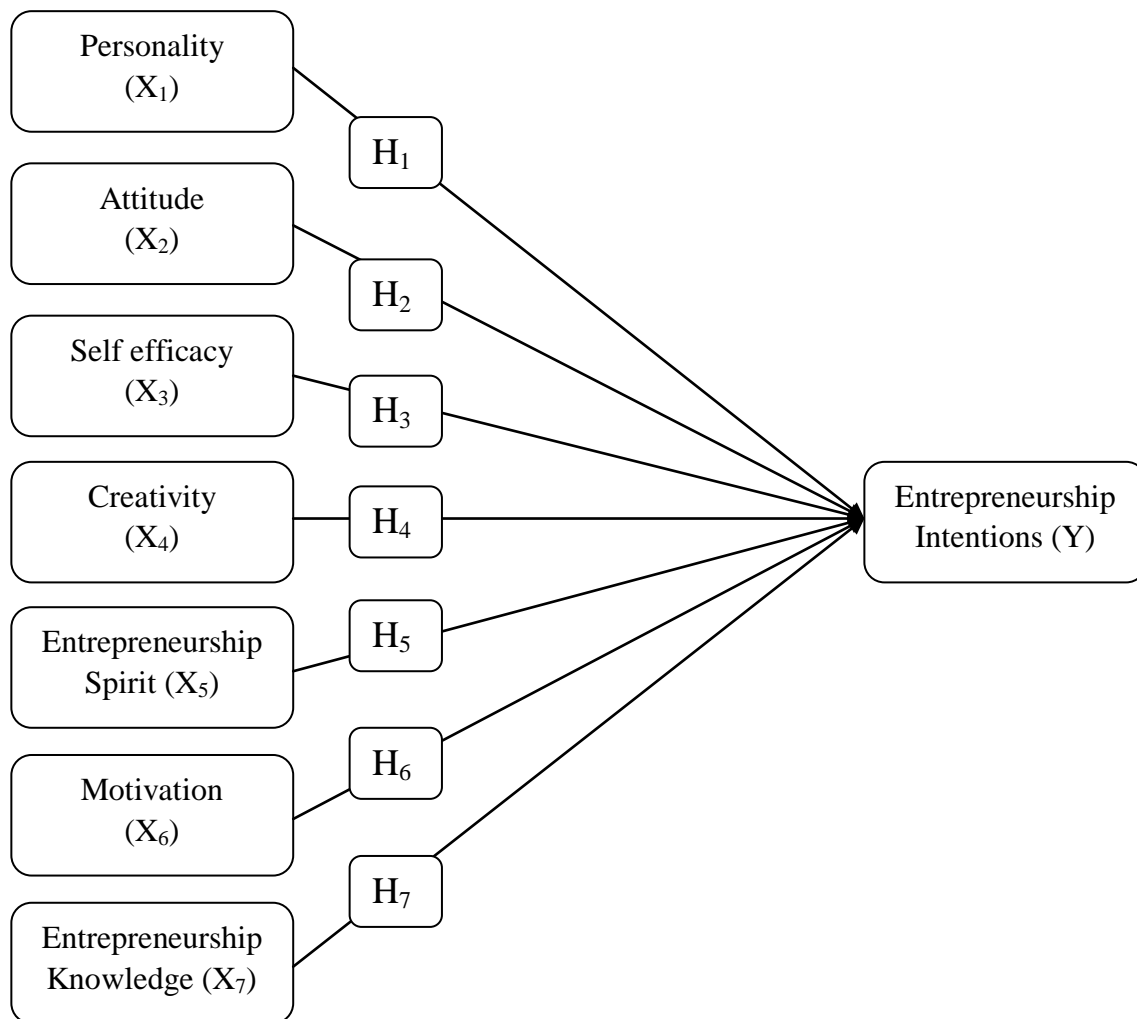 Personality
(X₁)
H₁
Attitude
(X₂)
H₂
Self efficacy
(X₃)
H₃
Creativity
(X₄)
H₄
Entrepreneurship
Intentions (Y)
Entrepreneurship
Spirit (X₅)
H₅
Motivation
(X₆)
H₆
Entrepreneurship
Knowledge (X₇)
H₇